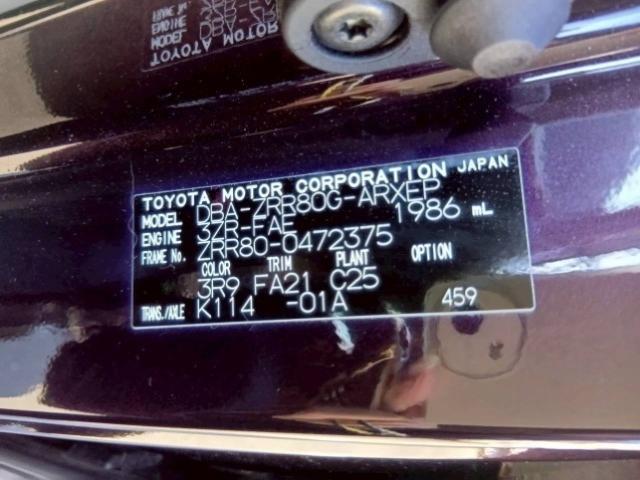 TOYOTA MOTOR CORPORATION JAPAN
MODEL DBA-ZRR80G-ARXEP
ENGINE 3ZR-FAE 1986 mL
FRAME No. ZRR80-0472375
COLOR TRIM PLANT OPTION
3R9 FA21 C25
TRANS./AXLE K114 -01A 459